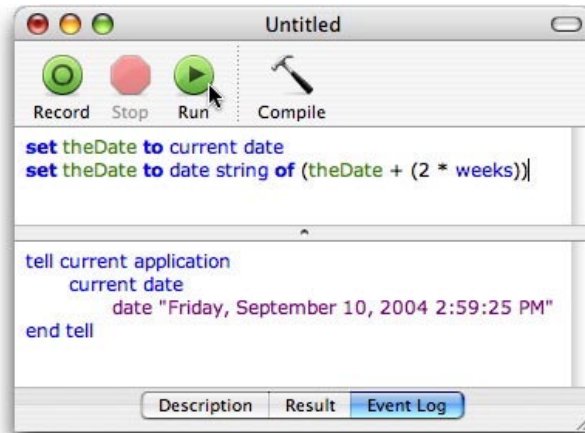 Untitled
Record Stop Run Compile
set theDate to current date
set theDate to date string of (theDate + (2 * weeks))
tell current application
current date
date "Friday, September 10, 2004 2:59:25 PM"
end tell
Description Result Event Log